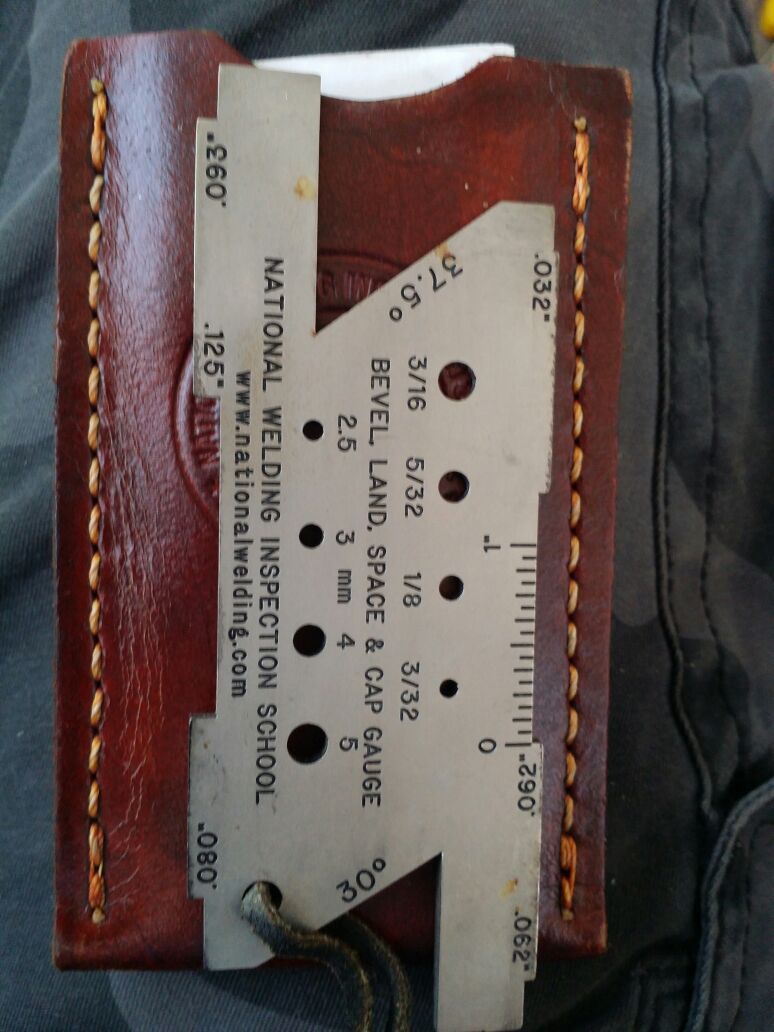 .032"
.062"
.062"
1"
0
37.5°
3/16 5/32 1/8 3/32
BEVEL, LAND, SPACE & CAP GAUGE
30°
2.5 3 mm 4 5
NATIONAL WELDING INSPECTION SCHOOL
www.nationalwelding.com
.093"
.125"
.080"